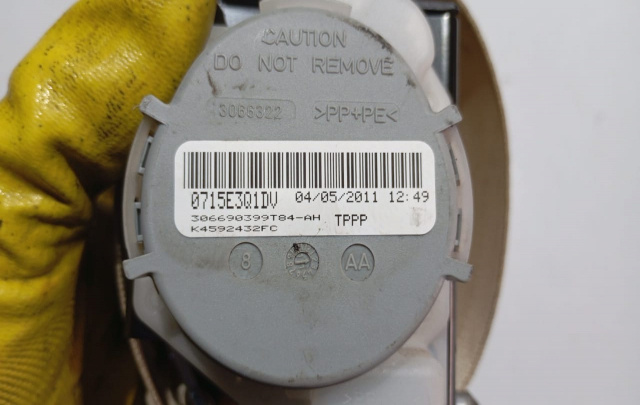 CAUTION
DO NOT REMOVE
3066322 >PP+PE<
0715E3Q1DV 04/05/2011 12:49
306690399T84-AH TPPP
K4592432FC
8 AA